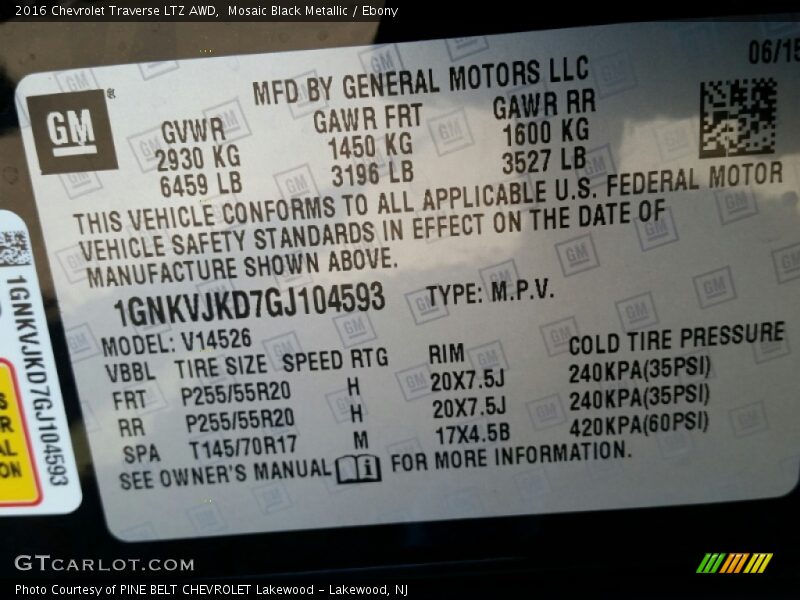 2016 Chevrolet Traverse LTZ AWD, Mosaic Black Metallic / Ebony
06/15
MFD BY GENERAL MOTORS LLC
GM
GVWR GAWR FRT GAWR RR
2930 KG 1450 KG 1600 KG
6459 LB 3196 LB 3527 LB
THIS VEHICLE CONFORMS TO ALL APPLICABLE U.S. FEDERAL MOTOR
VEHICLE SAFETY STANDARDS IN EFFECT ON THE DATE OF
MANUFACTURE SHOWN ABOVE.
1GNKVJKD7GJ104593 TYPE: M.P.V.
MODEL: V14526
VBBL TIRE SIZE SPEED RTG RIM COLD TIRE PRESSURE
FRT P255/55R20 H 20X7.5J 240KPA(35PSI)
RR P255/55R20 H 20X7.5J 240KPA(35PSI)
SPA T145/70R17 M 17X4.5B 420KPA(60PSI)
SEE OWNER'S MANUAL FOR MORE INFORMATION.
1GNKVJKD7GJ104593
GTCARLOT.COM
Photo Courtesy of PINE BELT CHEVROLET Lakewood - Lakewood, NJ